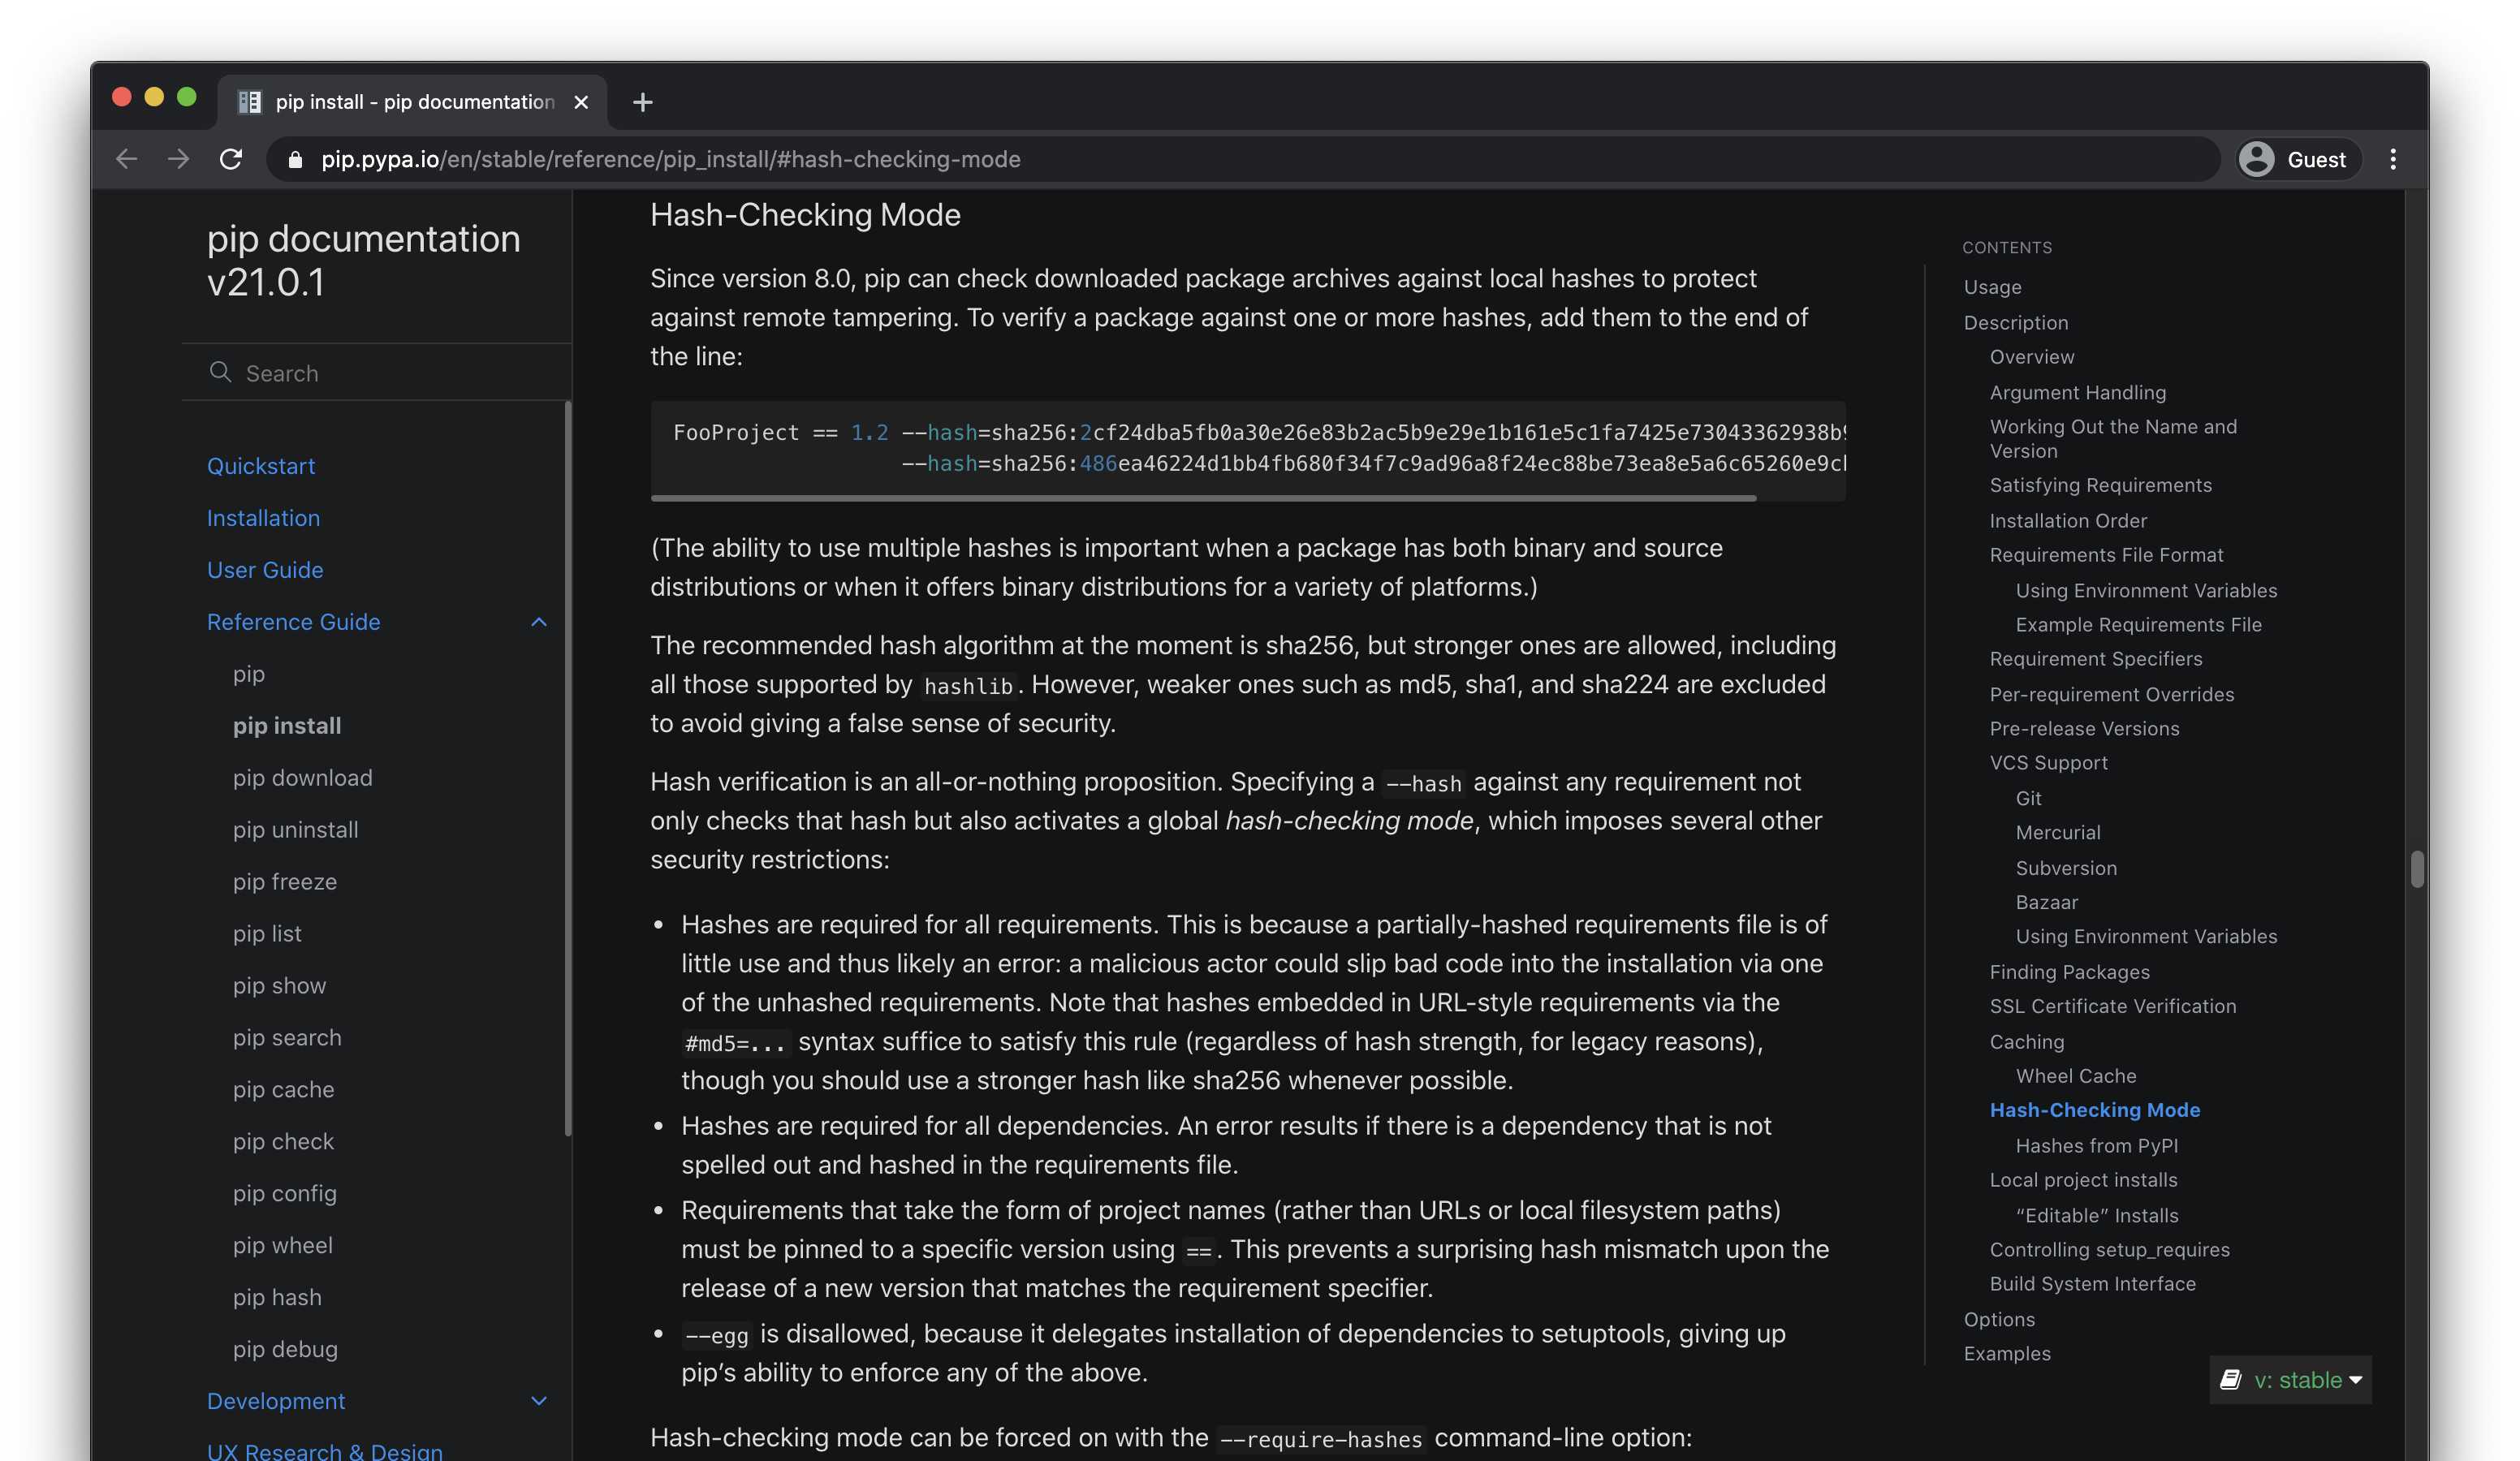 pip install - pip documentation
pip.pypa.io/en/stable/reference/pip_install/#hash-checking-mode
Guest
pip documentation
v21.0.1
Search
Quickstart
Installation
User Guide
Reference Guide
pip
pip install
pip download
pip uninstall
pip freeze
pip list
pip show
pip search
pip cache
pip check
pip config
pip wheel
pip hash
pip debug
Development
UX Research & Design
Hash-Checking Mode
Since version 8.0, pip can check downloaded package archives against local hashes to protect
against remote tampering. To verify a package against one or more hashes, add them to the end of
the line:
FooProject == 1.2 --hash=sha256:2cf24dba5fb0a30e26e83b2ac5b9e29e1b161e5c1fa7425e73043362938b9
--hash=sha256:486ea46224d1bb4fb680f34f7c9ad96a8f24ec88be73ea8e5a6c65260e9c
(The ability to use multiple hashes is important when a package has both binary and source
distributions or when it offers binary distributions for a variety of platforms.)
The recommended hash algorithm at the moment is sha256, but stronger ones are allowed, including
all those supported by hashlib. However, weaker ones such as md5, sha1, and sha224 are excluded
to avoid giving a false sense of security.
Hash verification is an all-or-nothing proposition. Specifying a --hash against any requirement not
only checks that hash but also activates a global hash-checking mode, which imposes several other
security restrictions:
• Hashes are required for all requirements. This is because a partially-hashed requirements file is of
little use and thus likely an error: a malicious actor could slip bad code into the installation via one
of the unhashed requirements. Note that hashes embedded in URL-style requirements via the
#md5=... syntax suffice to satisfy this rule (regardless of hash strength, for legacy reasons),
though you should use a stronger hash like sha256 whenever possible.
• Hashes are required for all dependencies. An error results if there is a dependency that is not
spelled out and hashed in the requirements file.
• Requirements that take the form of project names (rather than URLs or local filesystem paths)
must be pinned to a specific version using ==. This prevents a surprising hash mismatch upon the
release of a new version that matches the requirement specifier.
• --egg is disallowed, because it delegates installation of dependencies to setuptools, giving up
pip’s ability to enforce any of the above.
Hash-checking mode can be forced on with the --require-hashes command-line option:
CONTENTS
Usage
Description
Overview
Argument Handling
Working Out the Name and
Version
Satisfying Requirements
Installation Order
Requirements File Format
Using Environment Variables
Example Requirements File
Requirement Specifiers
Per-requirement Overrides
Pre-release Versions
VCS Support
Git
Mercurial
Subversion
Bazaar
Using Environment Variables
Finding Packages
SSL Certificate Verification
Caching
Wheel Cache
Hash-Checking Mode
Hashes from PyPI
Local project installs
“Editable” Installs
Controlling setup_requires
Build System Interface
Options
Examples
v: stable